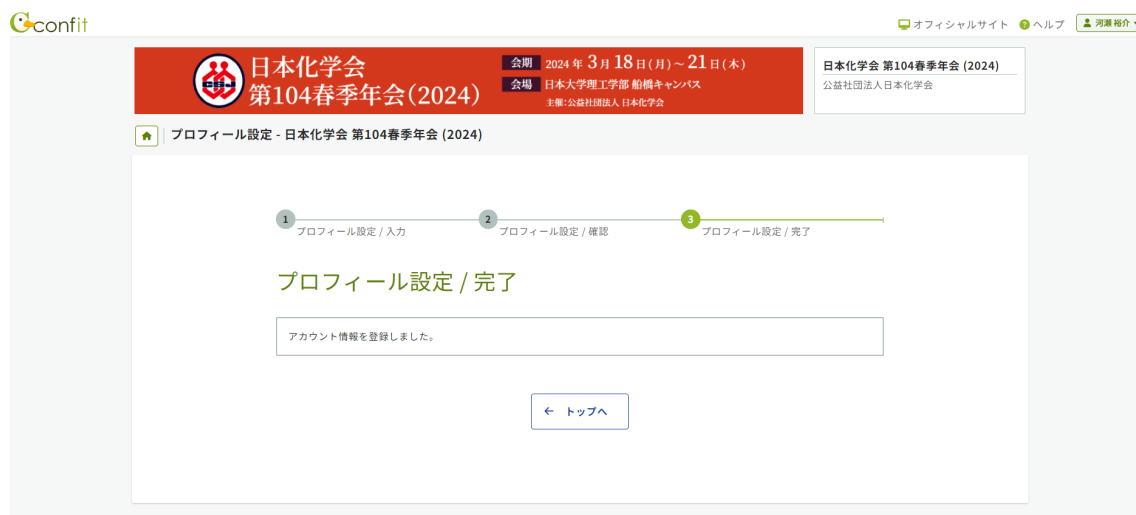 confit
オフィシャルサイト ヘルプ 河瀬 裕介
日本化学会
第104春季年会(2024)
会期 2024年3月18日(月)~21日(木)
会場 日本大学理工学部 船橋キャンパス
主催:公益社団法人 日本化学会
CSJ
日本化学会 第104春季年会 (2024)
公益社団法人日本化学会
プロフィール設定 - 日本化学会 第104春季年会 (2024)
1 プロフィール設定 / 入力
2 プロフィール設定 / 確認
3 プロフィール設定 / 完了
プロフィール設定 / 完了
アカウント情報を登録しました。
← トップへ